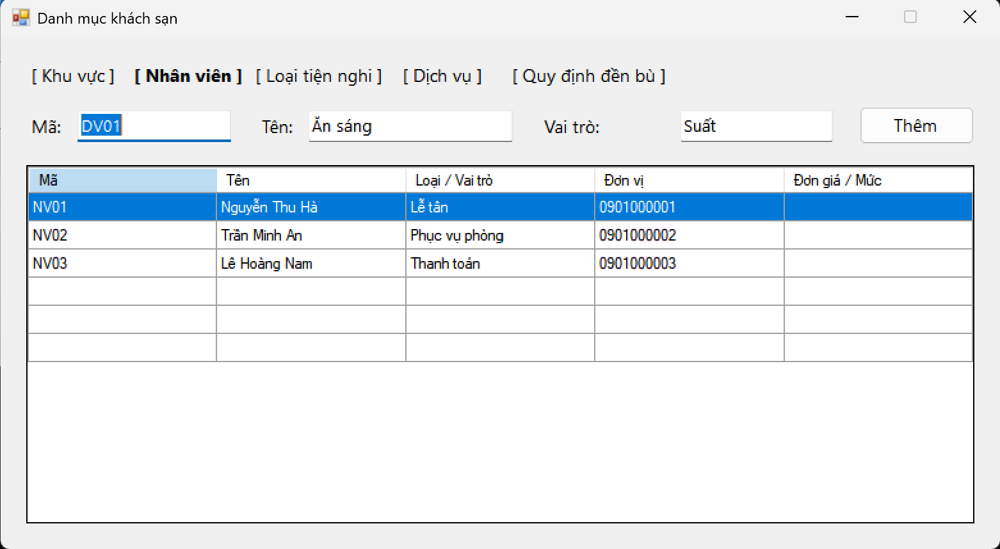 Danh mục khách sạn
[ Khu vực ] [ Nhân viên ] [ Loại tiện nghi ] [ Dịch vụ ] [ Quy định đền bù ]
Mã: DV01 Tên: Ăn sáng Vai trò: Suất Thêm
Mã Tên Loại / Vai trò Đơn vị Đơn giá / Mức
NV01 Nguyễn Thu Hà Lễ tân 0901000001
NV02 Trần Minh An Phục vụ phòng 0901000002
NV03 Lê Hoàng Nam Thanh toán 0901000003